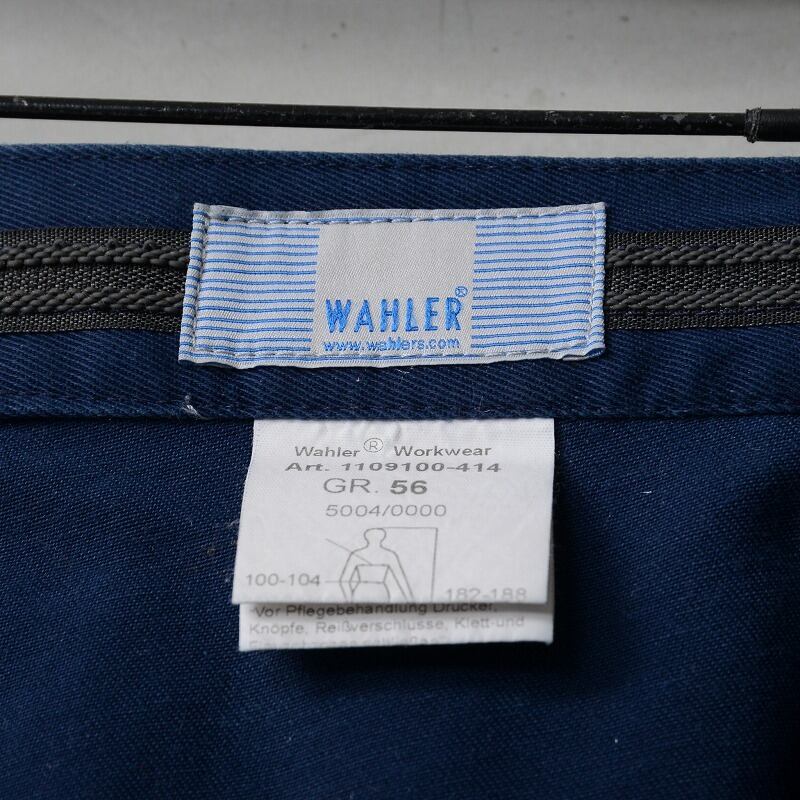 WAHLER®
www.wahlers.com
Wahler® Workwear
Art. 1109100-414
GR. 56
5004/0000
100-104
182-188
Vor Pflegebehandlung Drucker,
Knöpfe, Reißverschlüsse, Klett-und